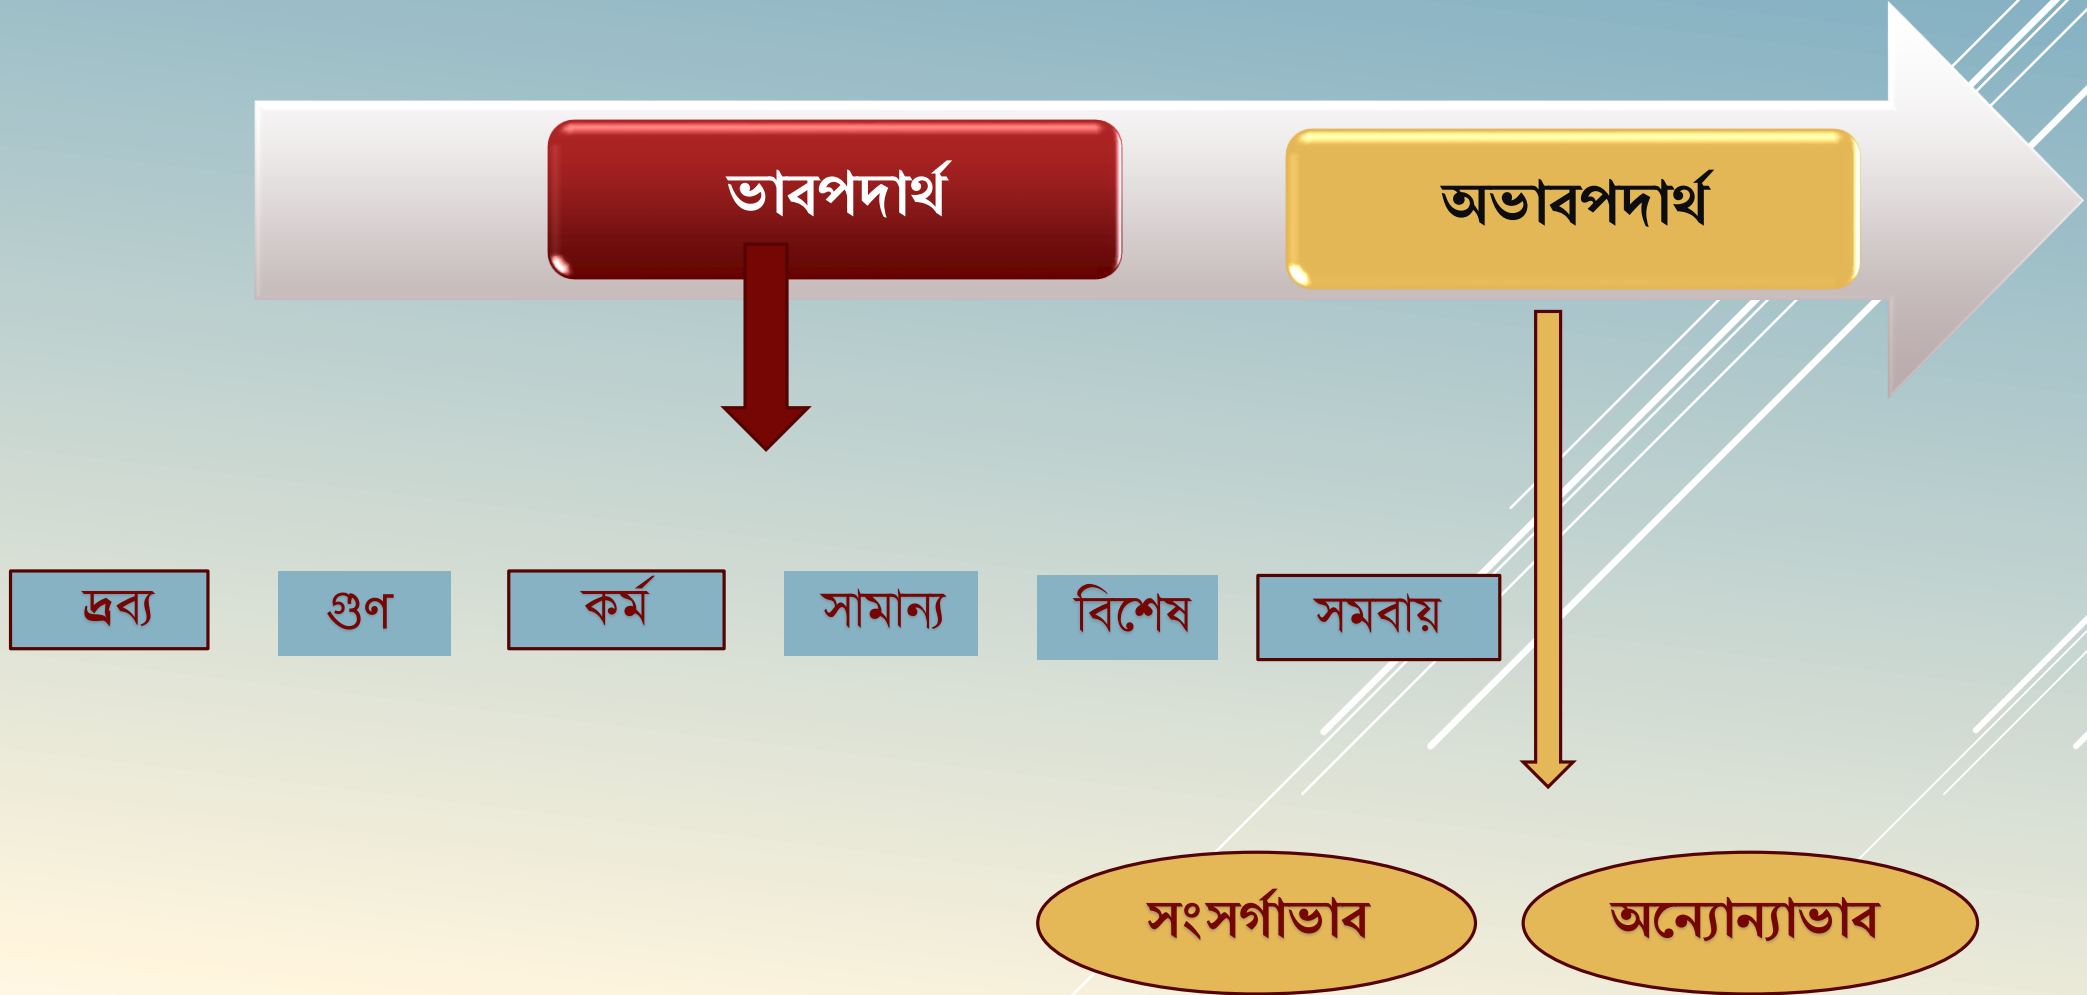 ভাবপদার্থ
অভাবপদার্থ
দ্রব্য
গুণ
কর্ম
সামান্য
বিশেষ
সমবায়
সংসর্গাভাব
অন্যোন্যাভাব